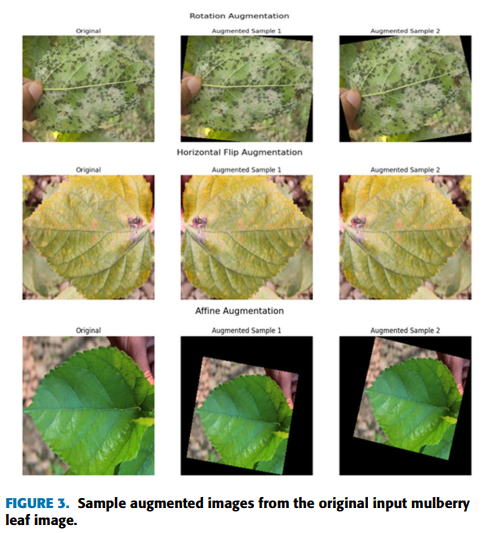 Rotation Augmentation
Original Augmented Sample 1 Augmented Sample 2
Horizontal Flip Augmentation
Original Augmented Sample 1 Augmented Sample 2
Affine Augmentation
Original Augmented Sample 1 Augmented Sample 2
FIGURE 3. Sample augmented images from the original input mulberry
leaf image.